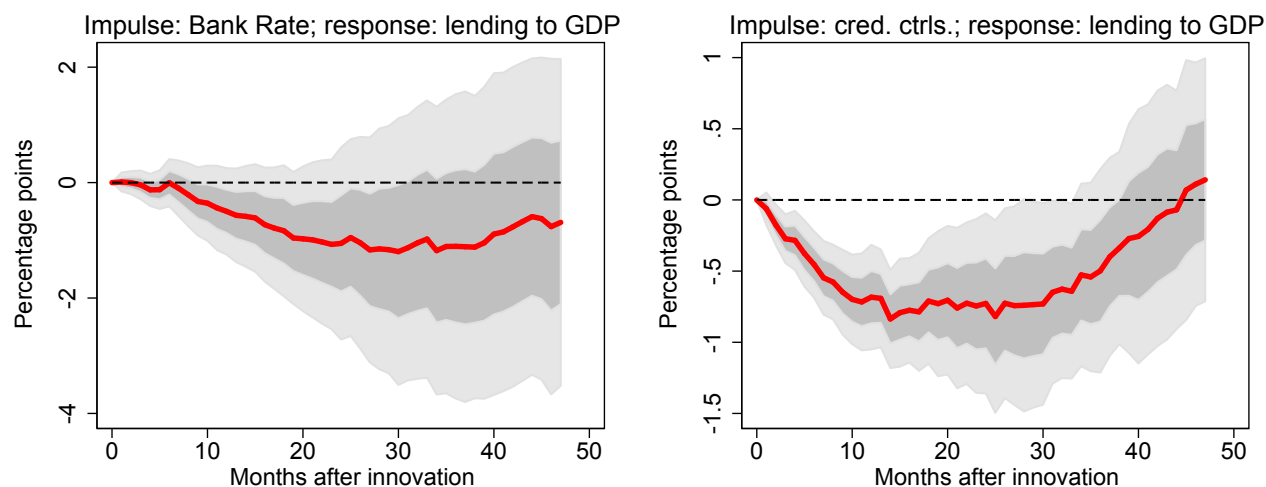 Impulse: Bank Rate; response: lending to GDP
Percentage points
2
0
-2
-4
0 10 20 30 40 50
Months after innovation
Impulse: cred. ctrls.; response: lending to GDP
Percentage points
1
.5
0
-.5
-1
-1.5
0 10 20 30 40 50
Months after innovation